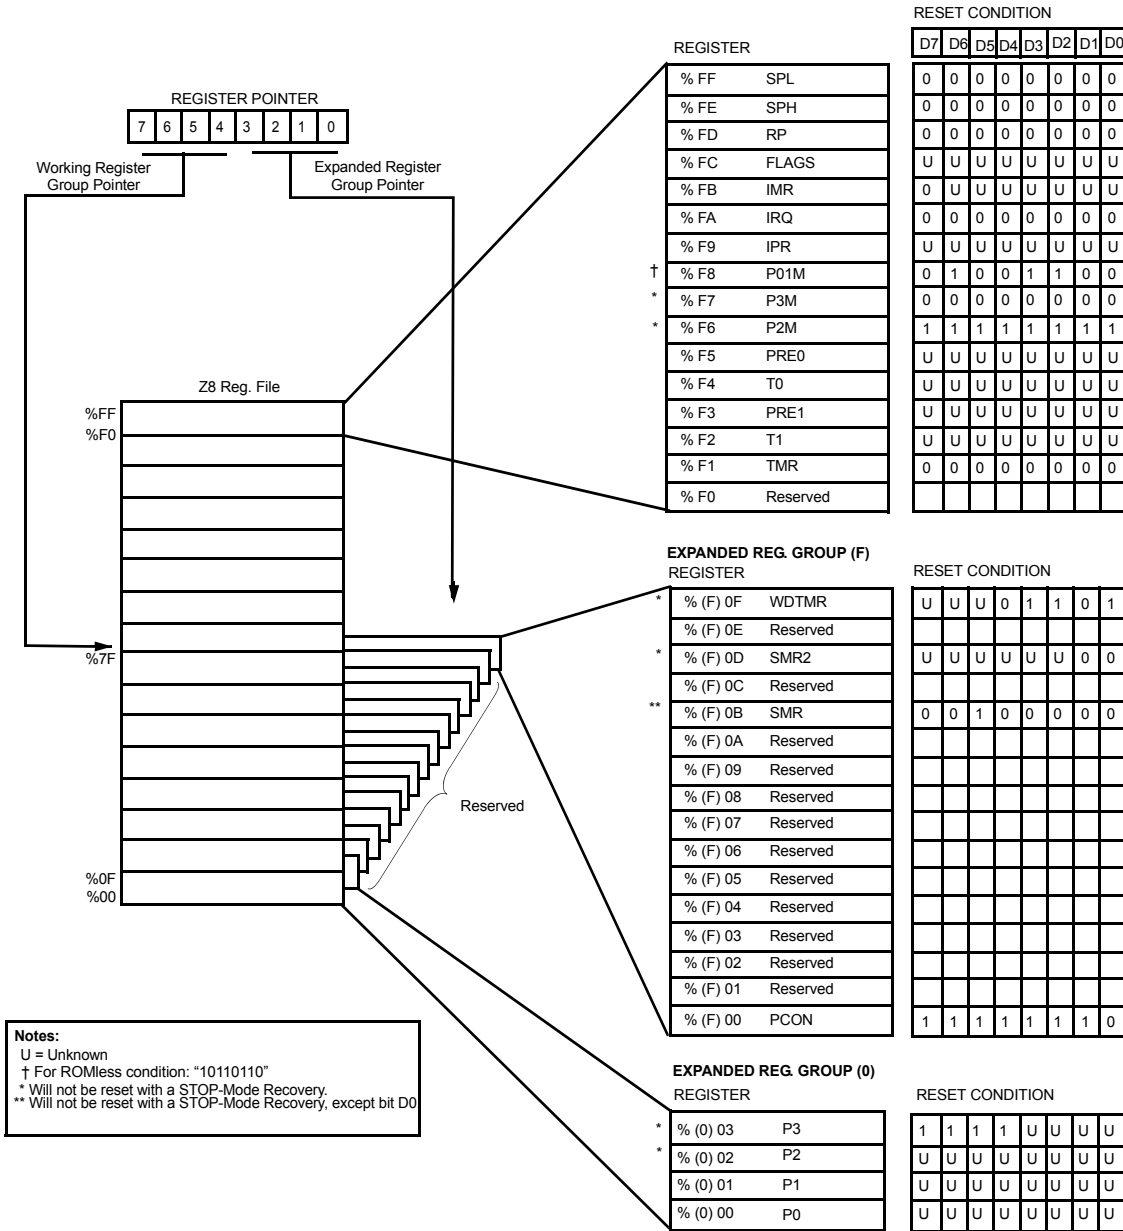 RESET CONDITION
REGISTER
D7 D6 D5 D4 D3 D2 D1 D0
% FF SPL 0 0 0 0 0 0 0 0
% FE SPH 0 0 0 0 0 0 0 0
% FD RP 0 0 0 0 0 0 0 0
% FC FLAGS U U U U U U U U
% FB IMR 0 U U U U U U U
% FA IRQ 0 0 0 0 0 0 0 0
% F9 IPR U U U U U U U U
† % F8 P01M 0 1 0 0 1 1 0 0
* % F7 P3M 0 0 0 0 0 0 0 0
* % F6 P2M 1 1 1 1 1 1 1 1
% F5 PRE0 U U U U U U U U
% F4 T0 U U U U U U U U
% F3 PRE1 U U U U U U U U
% F2 T1 U U U U U U U U
% F1 TMR 0 0 0 0 0 0 0 0
% F0 Reserved
REGISTER POINTER
7 6 5 4 3 2 1 0
Working Register
Group Pointer
Expanded Register
Group Pointer
Z8 Reg. File
%FF
%F0
%7F
%0F
%00
Reserved
EXPANDED REG. GROUP (F)
REGISTER
RESET CONDITION
* % (F) 0F WDTMR U U U 0 1 1 0 1
% (F) 0E Reserved
* % (F) 0D SMR2 U U U U U U 0 0
% (F) 0C Reserved
** % (F) 0B SMR 0 0 1 0 0 0 0 0
% (F) 0A Reserved
% (F) 09 Reserved
% (F) 08 Reserved
% (F) 07 Reserved
% (F) 06 Reserved
% (F) 05 Reserved
% (F) 04 Reserved
% (F) 03 Reserved
% (F) 02 Reserved
% (F) 01 Reserved
% (F) 00 PCON 1 1 1 1 1 1 1 0
EXPANDED REG. GROUP (0)
REGISTER
RESET CONDITION
* % (0) 03 P3 1 1 1 1 U U U U
* % (0) 02 P2 U U U U U U U U
% (0) 01 P1 U U U U U U U U
% (0) 00 P0 U U U U U U U U
Notes:
U = Unknown
† For ROMless condition: “10110110”
* Will not be reset with a STOP-Mode Recovery.
** Will not be reset with a STOP-Mode Recovery, except bit D0